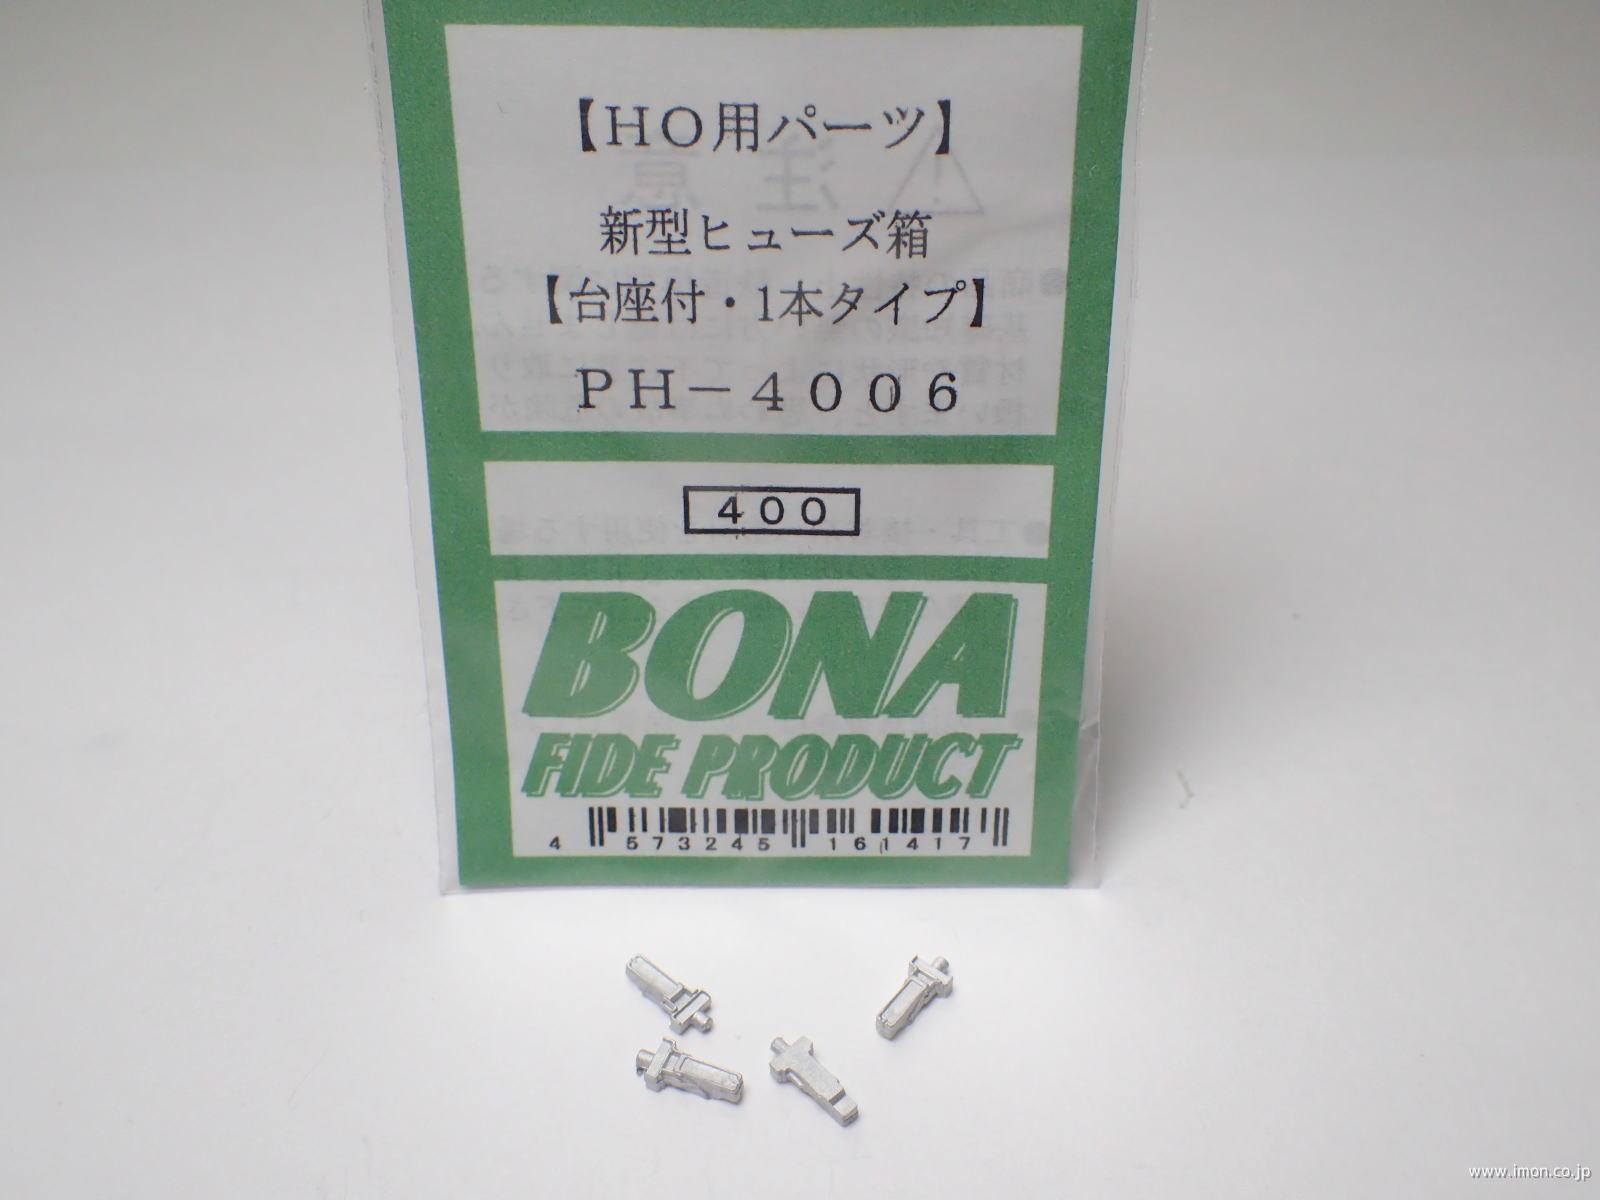 【HO用パーツ】
新型ヒューズ箱
【台座付・1本タイプ】
PH-4006
400
BONA
FIDE PRODUCT
4 573245 161417
www.imon.co.jp